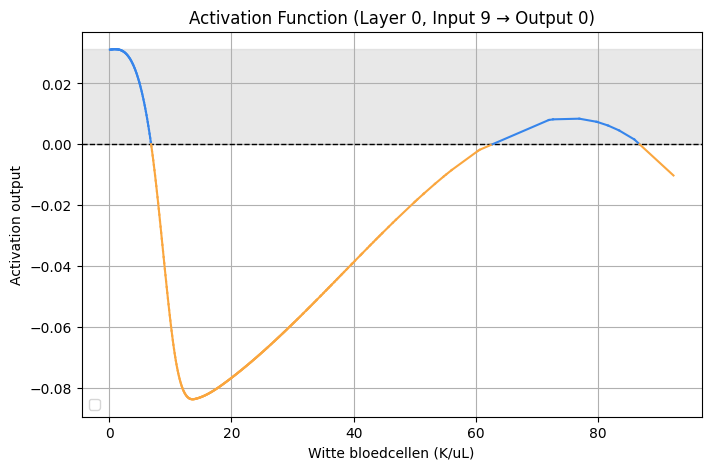 Activation Function (Layer 0, Input 9 → Output 0)
Activation output
0.02
0.00
−0.02
−0.04
−0.06
−0.08
0 20 40 60 80
Witte bloedcellen (K/uL)